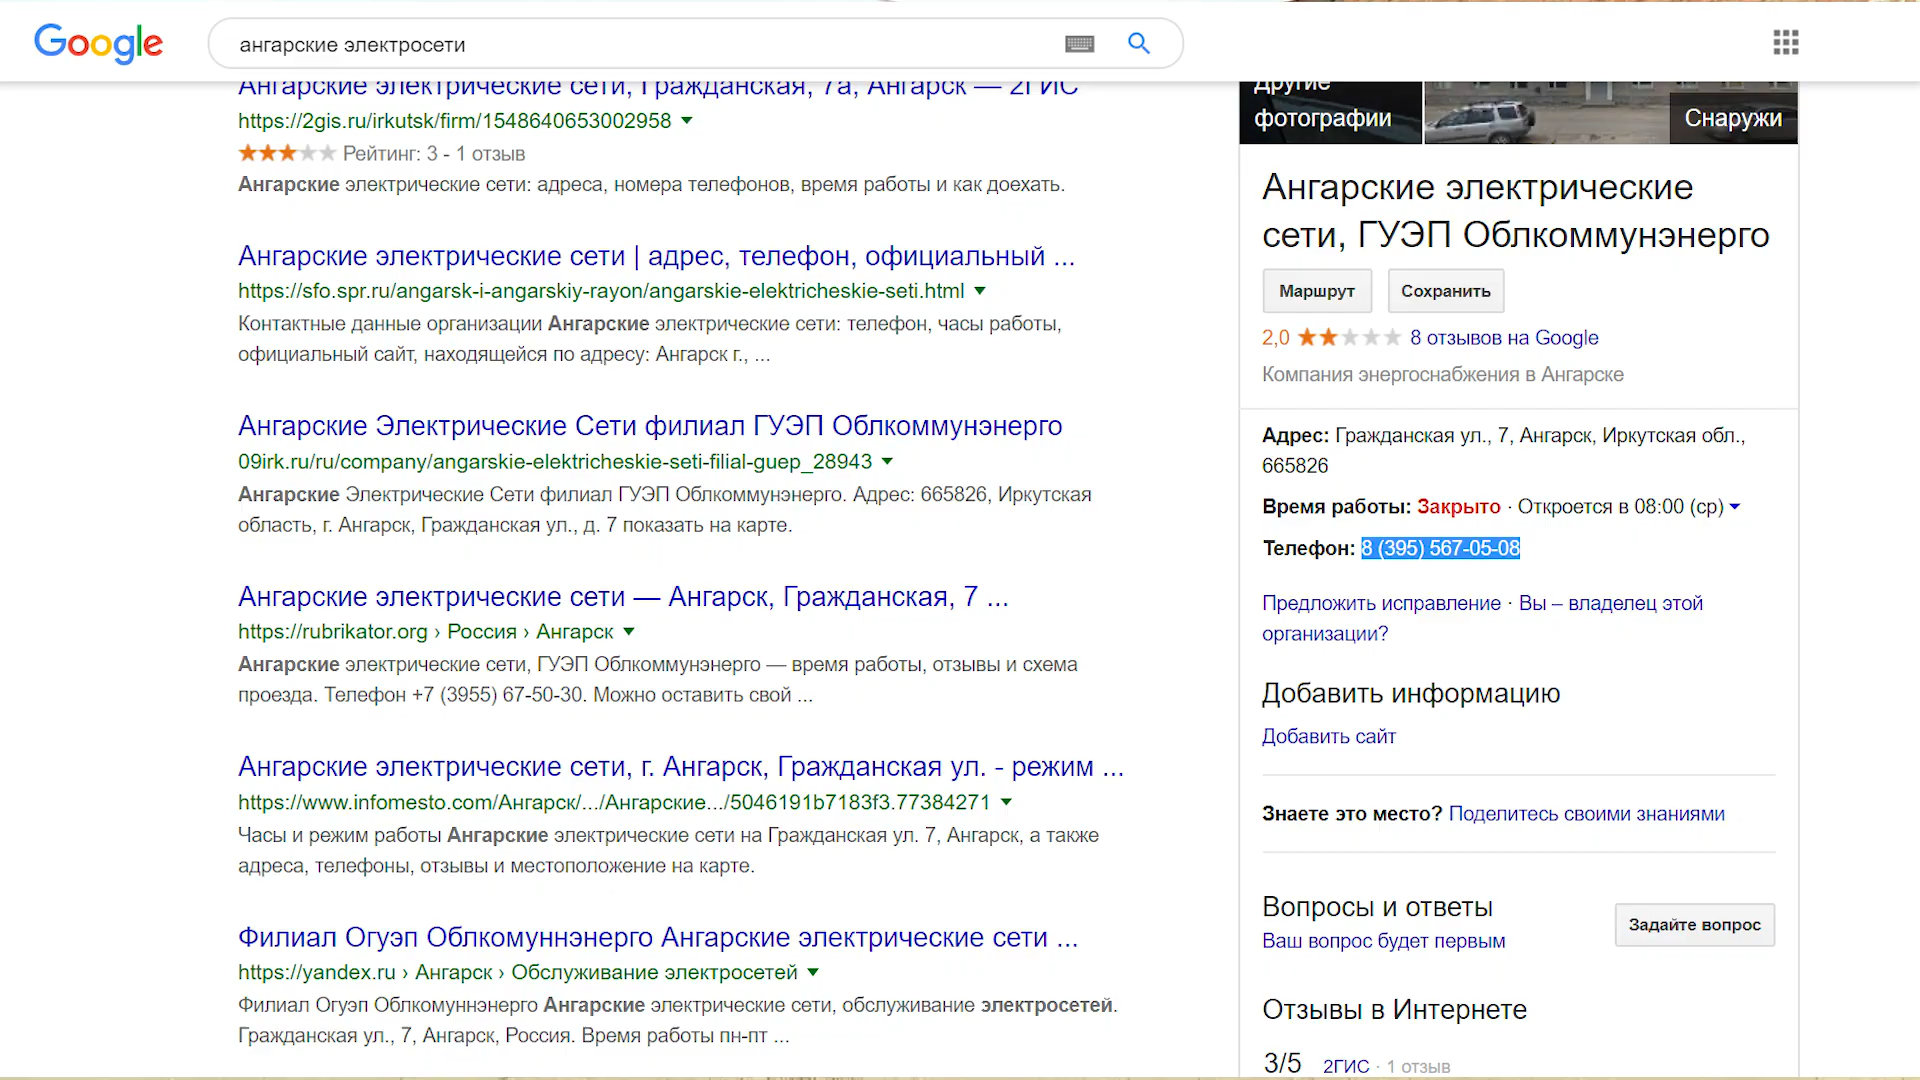 Google
ангарские электросети
Ангарские электрические сети, Гражданская, 7а, Ангарск — 2ГИС
https://2gis.ru/irkutsk/firm/1548640653002958
Рейтинг: 3 - 1 отзыв
Ангарские электрические сети: адреса, номера телефонов, время работы и как доехать.
Ангарские электрические сети | адрес, телефон, официальный ...
https://sfo.spr.ru/angarsk-i-angarskiy-rayon/angarskie-elektricheskie-seti.html
Контактные данные организации Ангарские электрические сети: телефон, часы работы,
официальный сайт, находящейся по адресу: Ангарск г., ...
Ангарские Электрические Сети филиал ГУЭП Облкоммунэнерго
09irk.ru/ru/company/angarskie-elektricheskie-seti-filial-guep_28943
Ангарские Электрические Сети филиал ГУЭП Облкоммунэнерго. Адрес: 665826, Иркутская
область, г. Ангарск, Гражданская ул., д. 7 показать на карте.
Ангарские электрические сети — Ангарск, Гражданская, 7 ...
https://rubrikator.org › Россия › Ангарск
Ангарские электрические сети, ГУЭП Облкоммунэнерго — время работы, отзывы и схема
проезда. Телефон +7 (3955) 67-50-30. Можно оставить свой ...
Ангарские электрические сети, г. Ангарск, Гражданская ул. - режим ...
https://www.infomesto.com/Ангарск/.../Ангарские.../5046191b7183f3.77384271
Часы и режим работы Ангарские электрические сети на Гражданская ул. 7, Ангарск, а также
адреса, телефоны, отзывы и местоположение на карте.
Филиал Огуэп Облкомуннэнерго Ангарские электрические сети ...
https://yandex.ru › Ангарск › Обслуживание электросетей
Филиал Огуэп Облкомуннэнерго Ангарские электрические сети, обслуживание электросетей.
Гражданская ул., 7, Ангарск, Россия. Время работы пн-пт ...
Другие
фотографии
Снаружи
Ангарские электрические
сети, ГУЭП Облкоммунэнерго
Маршрут
Сохранить
2,0 8 отзывов на Google
Компания энергоснабжения в Ангарске
Адрес: Гражданская ул., 7, Ангарск, Иркутская обл.,
665826
Время работы: Закрыто · Откроется в 08:00 (ср)
Телефон: 8 (395) 567-05-08
Предложить исправление · Вы – владелец этой
организации?
Добавить информацию
Добавить сайт
Знаете это место? Поделитесь своими знаниями
Вопросы и ответы
Ваш вопрос будет первым
Задайте вопрос
Отзывы в Интернете
3/5 2ГИС · 1 отзыв